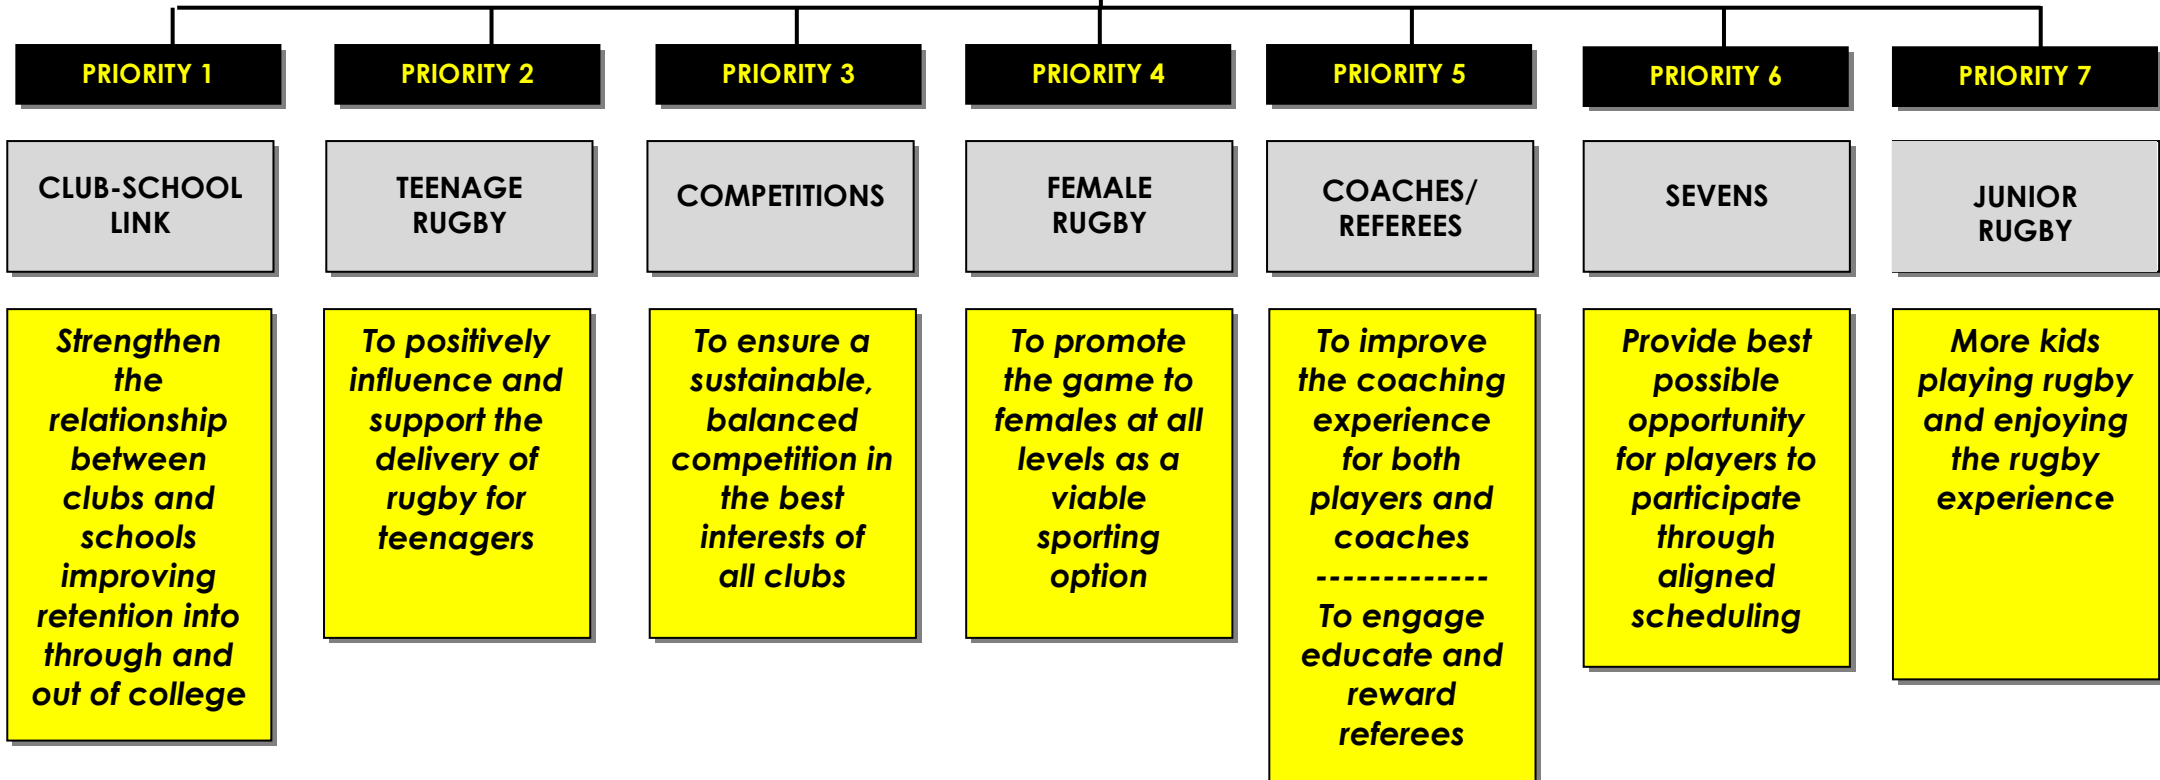 PRIORITY 1
PRIORITY 2
PRIORITY 3
PRIORITY 4
PRIORITY 5
PRIORITY 6
PRIORITY 7
CLUB-SCHOOL
LINK
TEENAGE
RUGBY
COMPETITIONS
FEMALE
RUGBY
COACHES/
REFEREES
SEVENS
JUNIOR
RUGBY
Strengthen
the
relationship
between
clubs and
schools
improving
retention into
through and
out of college
To positively
influence and
support the
delivery of
rugby for
teenagers
To ensure a
sustainable,
balanced
competition in
the best
interests of
all clubs
To promote
the game to
females at all
levels as a
viable
sporting
option
To improve
the coaching
experience
for both
players and
coaches
-------------
To engage
educate and
reward
referees
Provide best
possible
opportunity
for players to
participate
through
aligned
scheduling
More kids
playing rugby
and enjoying
the rugby
experience